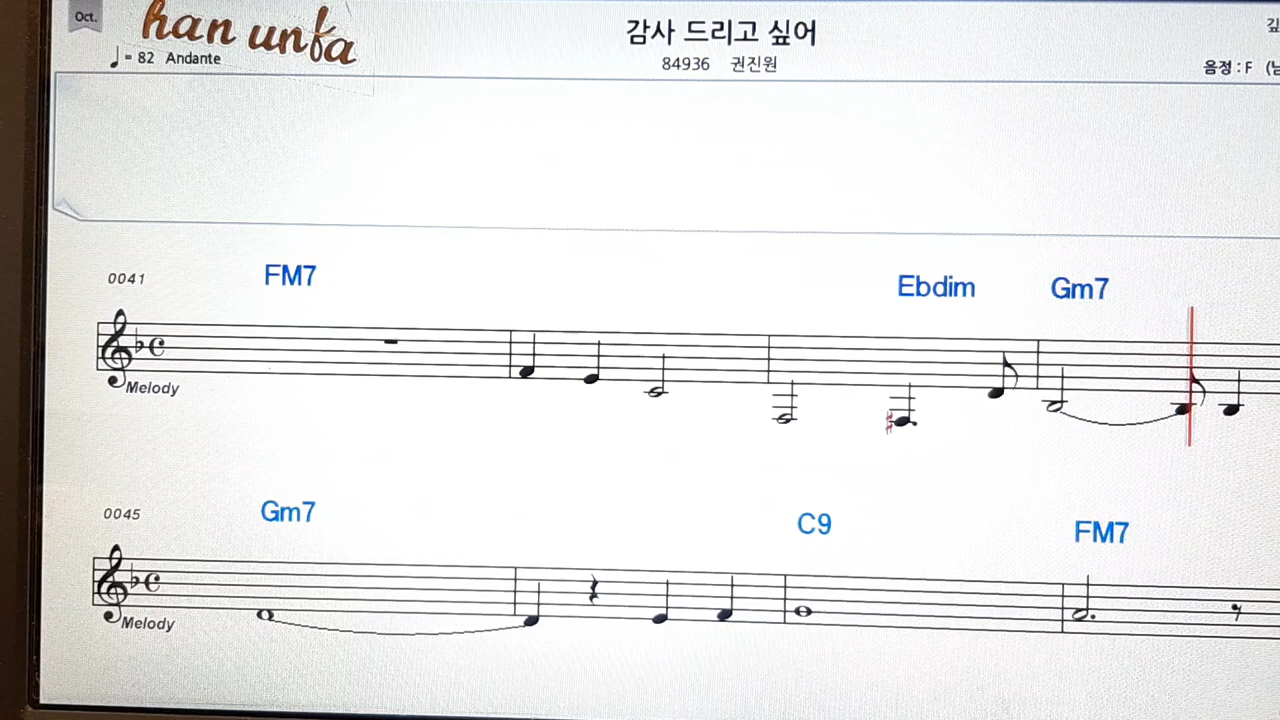 Oct.
han unfa
= 82 Andante
감사 드리고 싶어
84936 권진원
음정 : F
0041
FM7
Ebdim
Gm7
Melody
0045
Gm7
C9
FM7
Melody